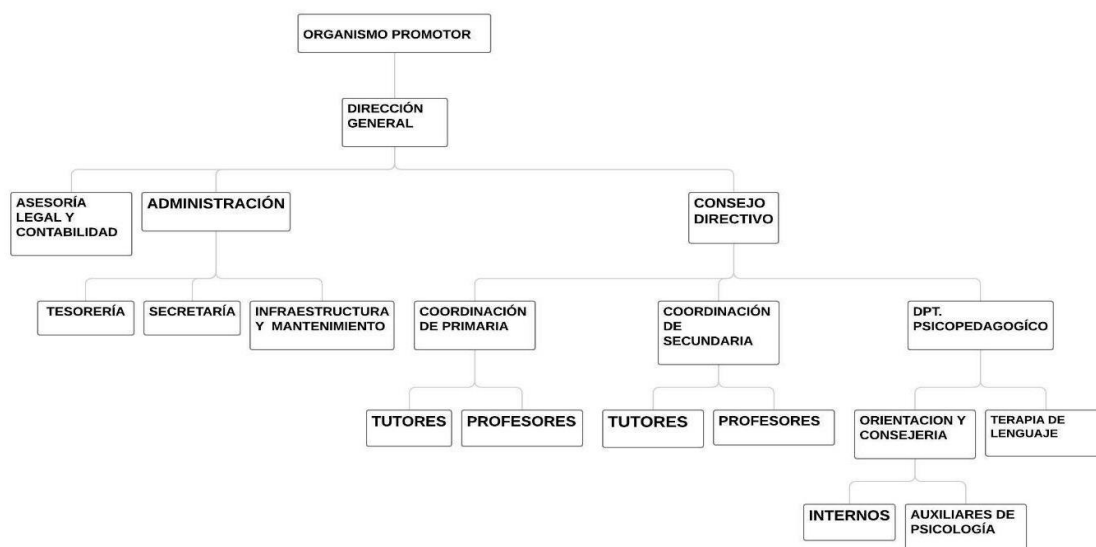 ORGANISMO PROMOTOR
DIRECCIÓN
GENERAL
ASESORÍA
LEGAL Y
CONTABILIDAD
ADMINISTRACIÓN
CONSEJO
DIRECTIVO
TESORERÍA
SECRETARÍA
INFRAESTRUCTURA
Y MANTENIMIENTO
COORDINACIÓN
DE PRIMARIA
COORDINACIÓN
DE
SECUNDARIA
DPT.
PSICOPEDAGOGÍCO
TUTORES
PROFESORES
TUTORES
PROFESORES
ORIENTACION Y
CONSEJERIA
TERAPIA DE
LENGUAJE
INTERNOS
AUXILIARES DE
PSICOLOGÍA